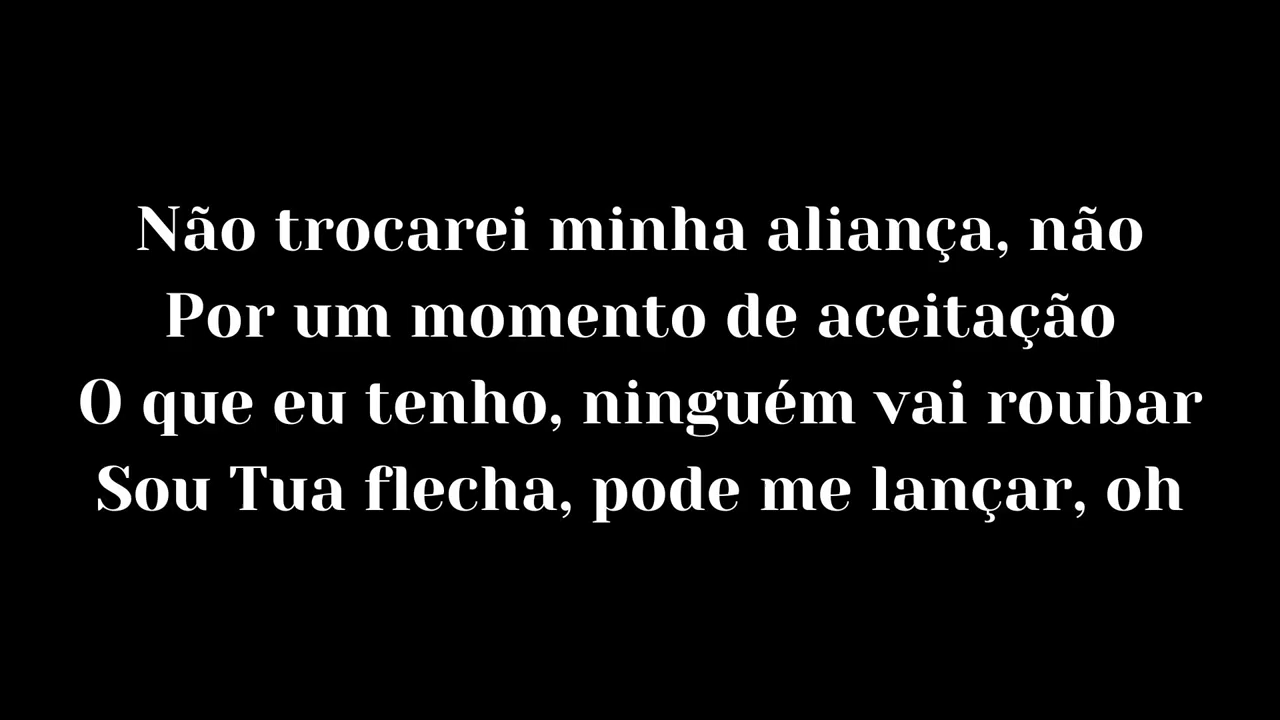 Não trocarei minha aliança, não
Por um momento de aceitação
O que eu tenho, ninguém vai roubar
Sou Tua flecha, pode me lançar, oh